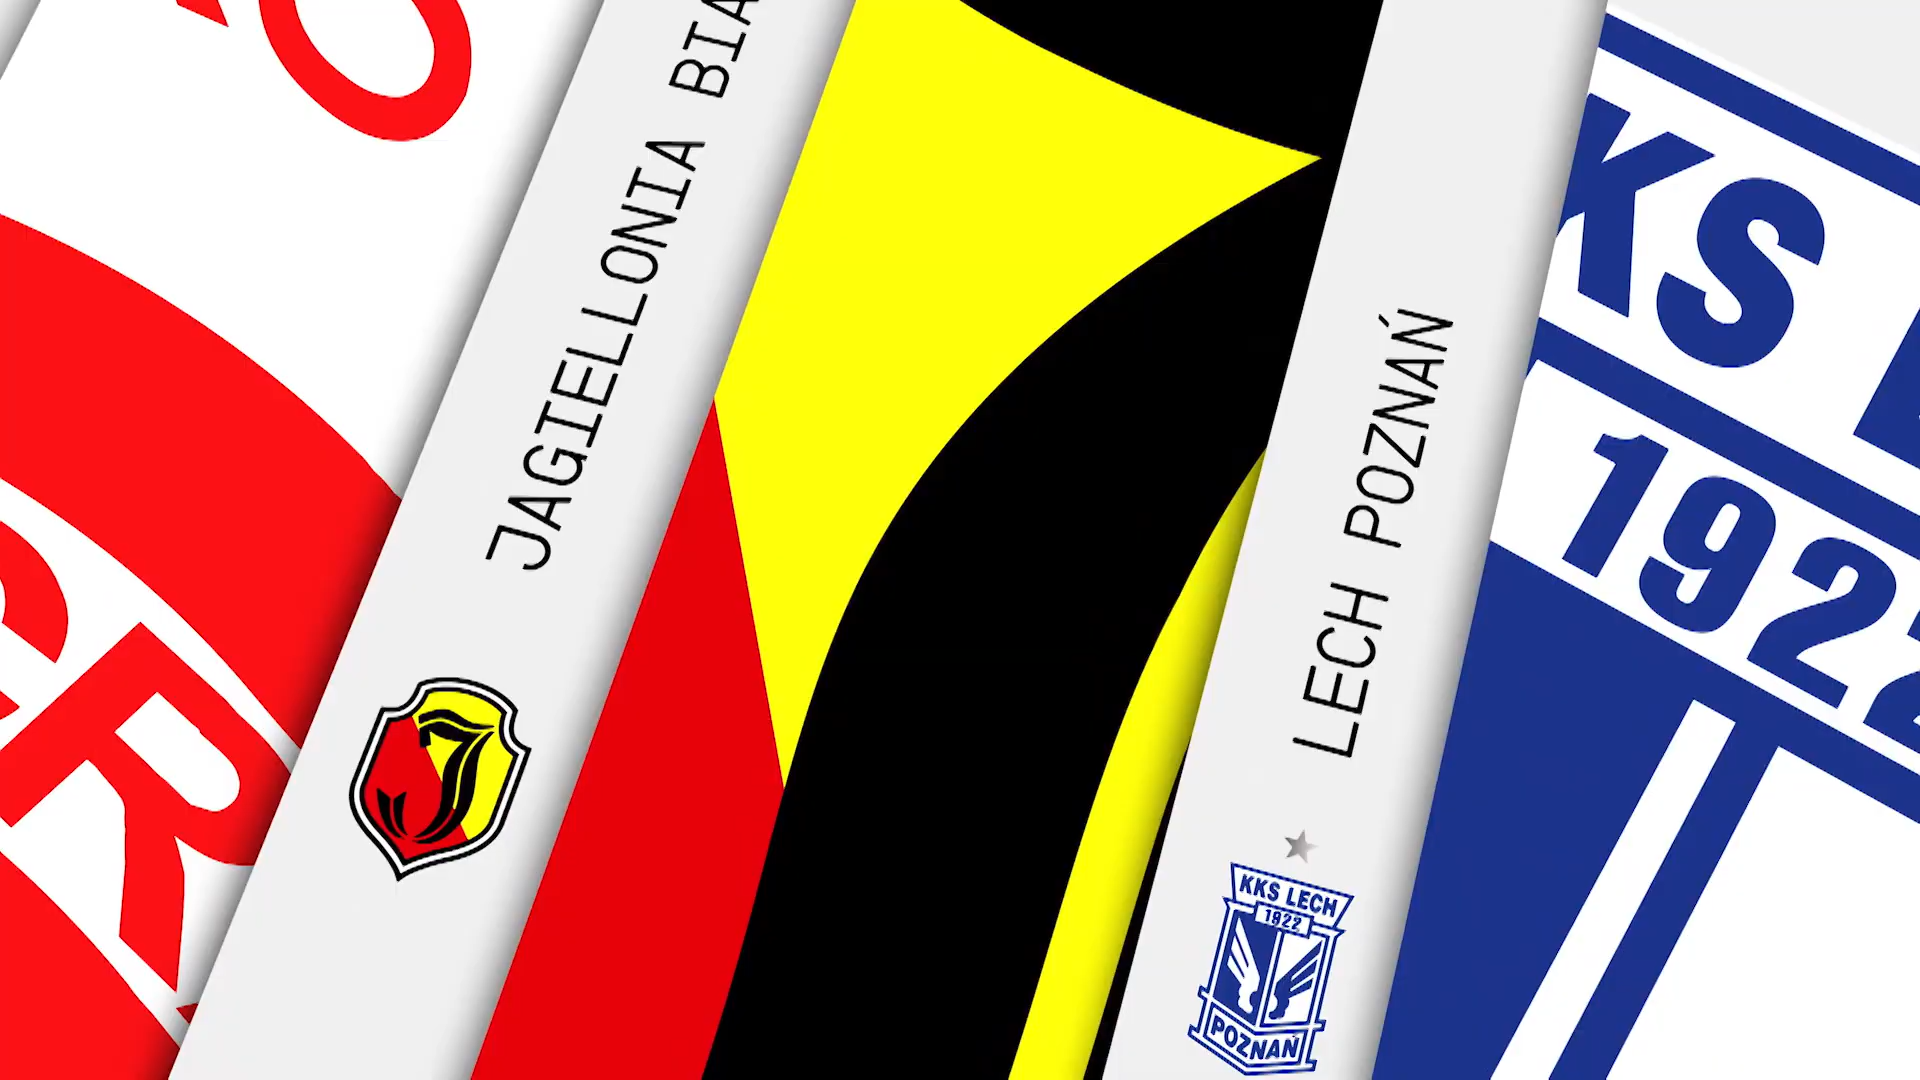 JAGIELLONIA BIA
LECH POZNAŃ
KKS LECH
1922
POZNAŃ
KS
1922